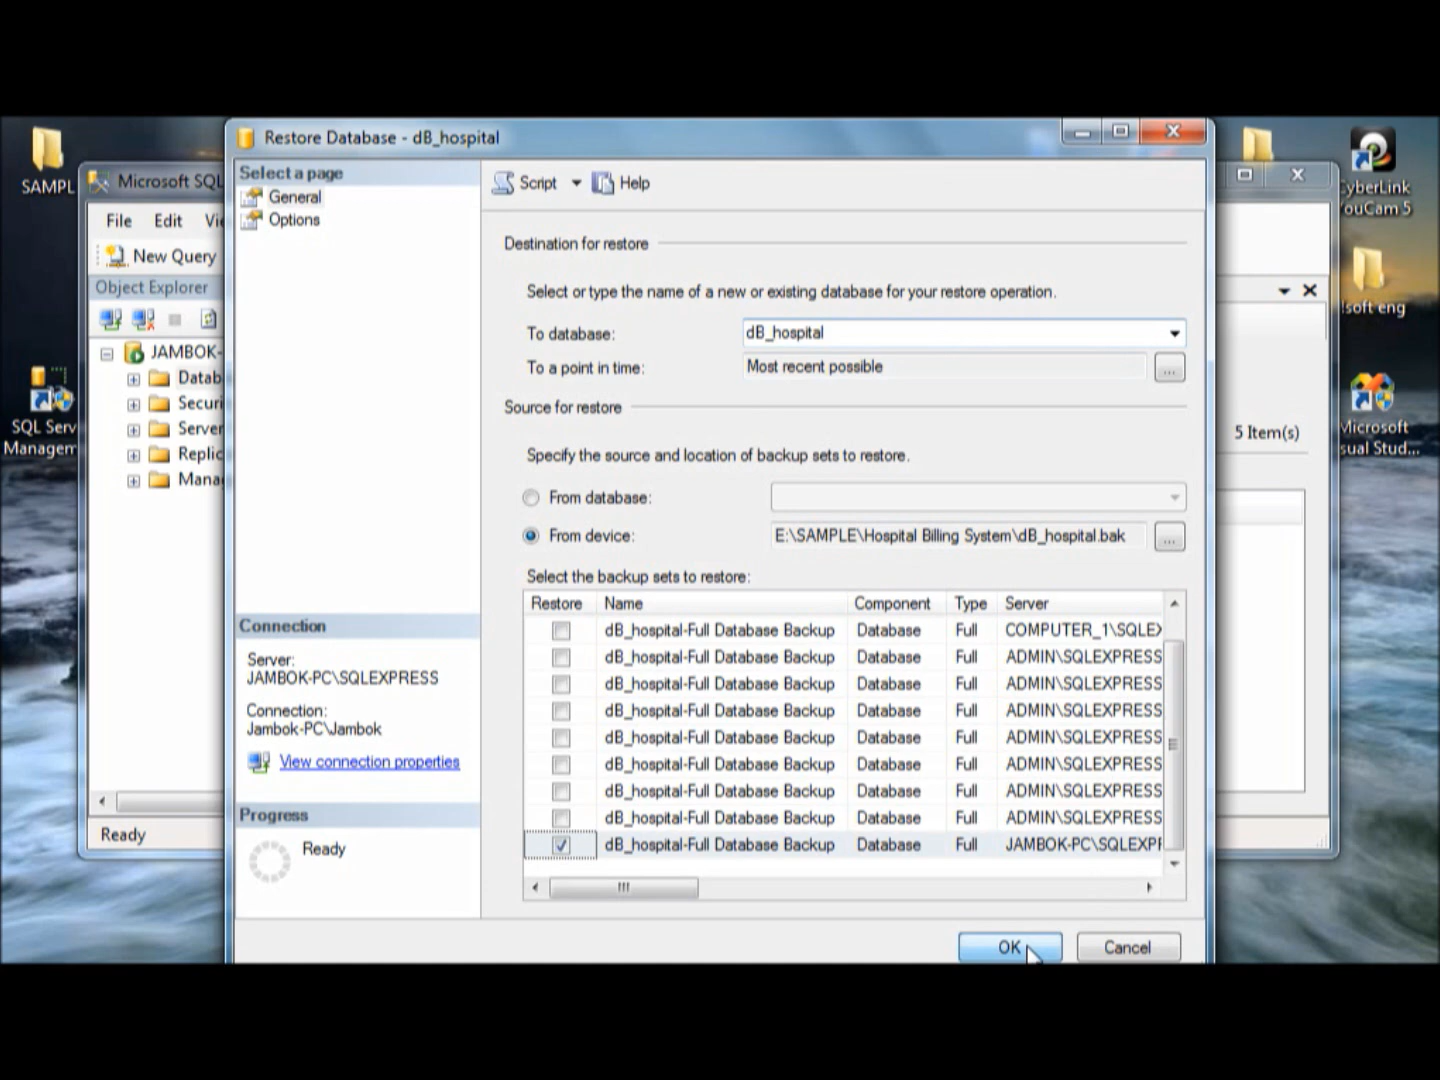 Restore Database - dB_hospital
SAMPL
Microsoft SQL
File Edit
New Query
Object Explorer
JAMBOK-
Datab
Securi
Server
Replic
Mana
Ready
SQL Serv
Managem
Select a page
General
Options
Connection
Server:
JAMBOK-PC\SQLEXPRESS
Connection:
Jambok-PC\Jambok
View connection properties
Progress
Ready
Script Help
Destination for restore
Select or type the name of a new or existing database for your restore operation.
To database: dB_hospital
To a point in time: Most recent possible ...
Source for restore
Specify the source and location of backup sets to restore.
From database:
From device: E:\SAMPLE\Hospital Billing System\dB_hospital.bak ...
Select the backup sets to restore:
Restore Name Component Type Server
dB_hospital-Full Database Backup Database Full COMPUTER_1\SQLEX
dB_hospital-Full Database Backup Database Full ADMIN\SQLEXPRESS
dB_hospital-Full Database Backup Database Full ADMIN\SQLEXPRESS
dB_hospital-Full Database Backup Database Full ADMIN\SQLEXPRESS
dB_hospital-Full Database Backup Database Full ADMIN\SQLEXPRESS
dB_hospital-Full Database Backup Database Full ADMIN\SQLEXPRESS
dB_hospital-Full Database Backup Database Full ADMIN\SQLEXPRESS
dB_hospital-Full Database Backup Database Full ADMIN\SQLEXPRESS
dB_hospital-Full Database Backup Database Full JAMBOK-PC\SQLEXP
OK Cancel
5 Item(s)
yberLink
ouCam 5
soft eng
Microsoft
sual Stud...